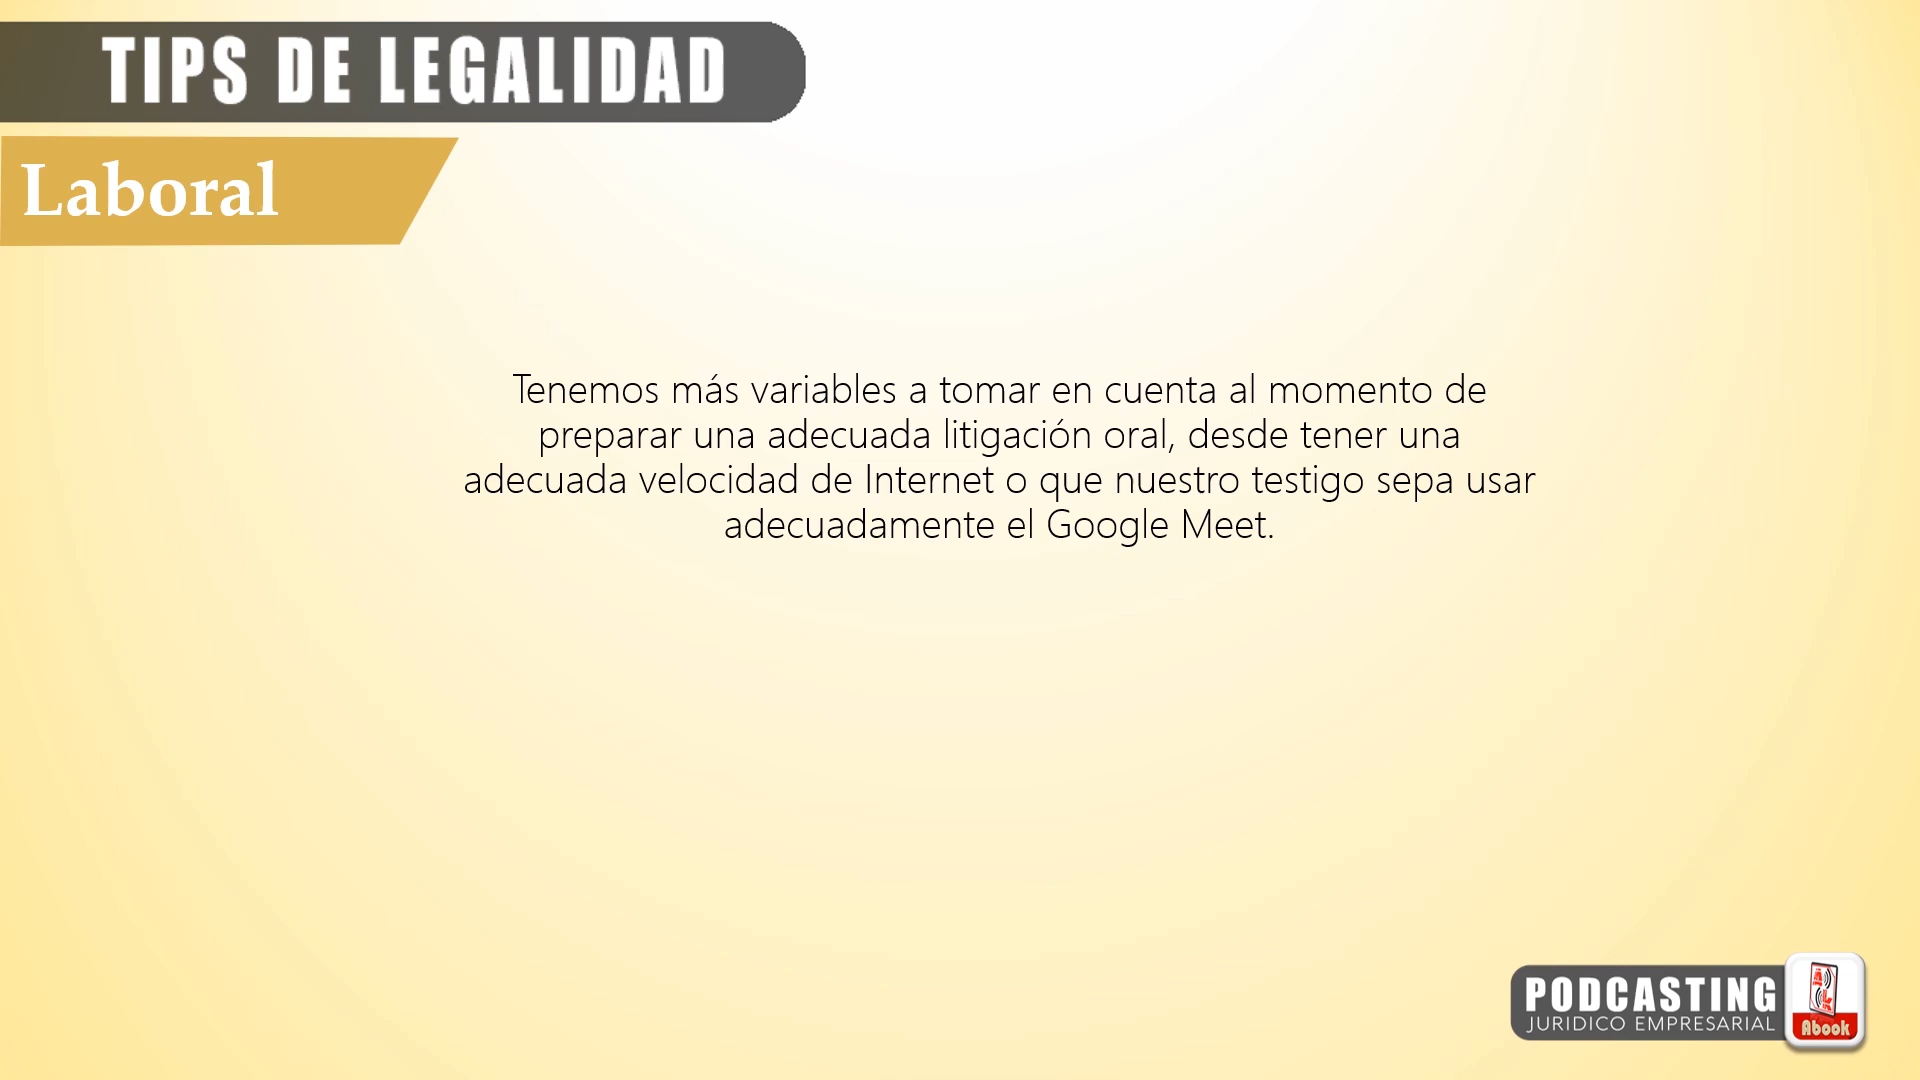 TIPS DE LEGALIDAD
Laboral
Tenemos más variables a tomar en cuenta al momento de
preparar una adecuada litigación oral, desde tener una
adecuada velocidad de Internet o que nuestro testigo sepa usar
adecuadamente el Google Meet.
PODCASTING
JURIDICO EMPRESARIAL
Abook